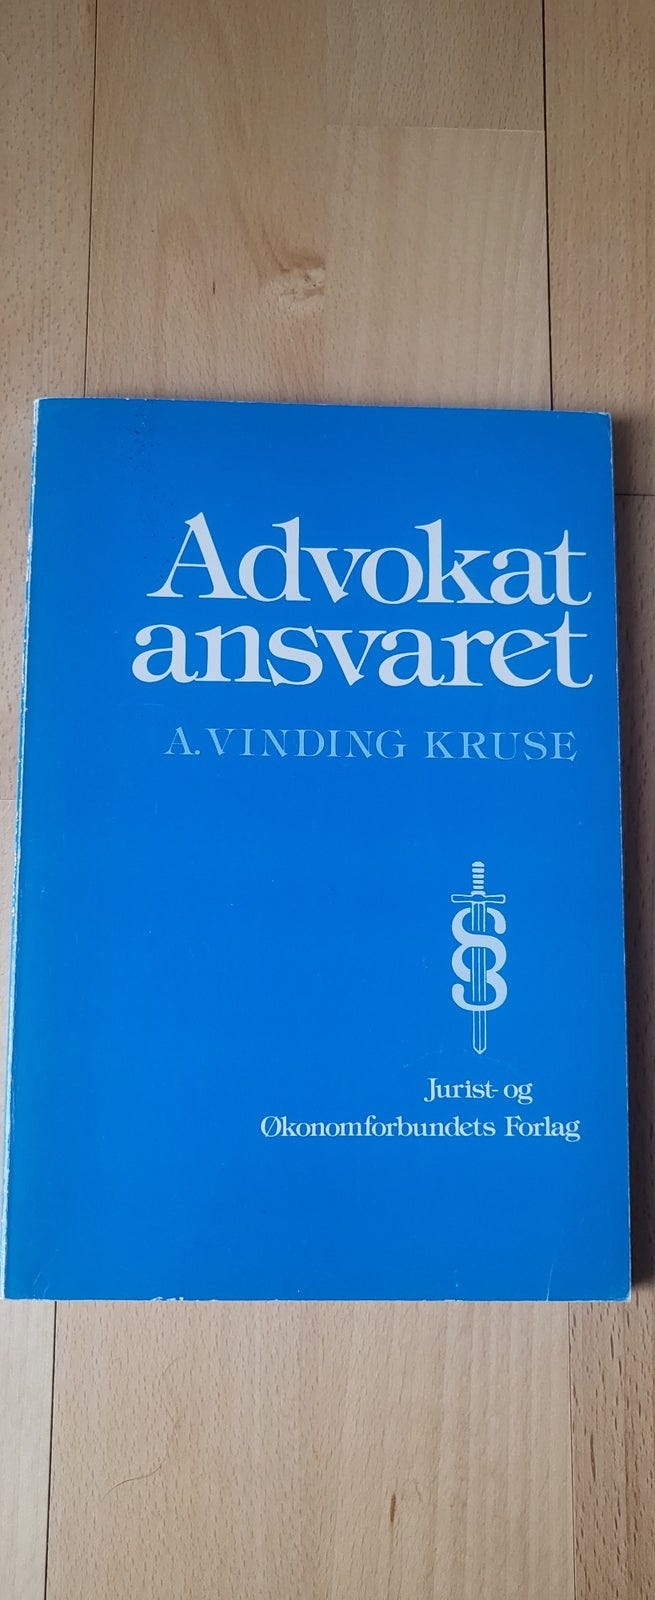 Advokat
ansvaret
A. VINDING KRUSE
§
Jurist- og
Økonomforbundets Forlag